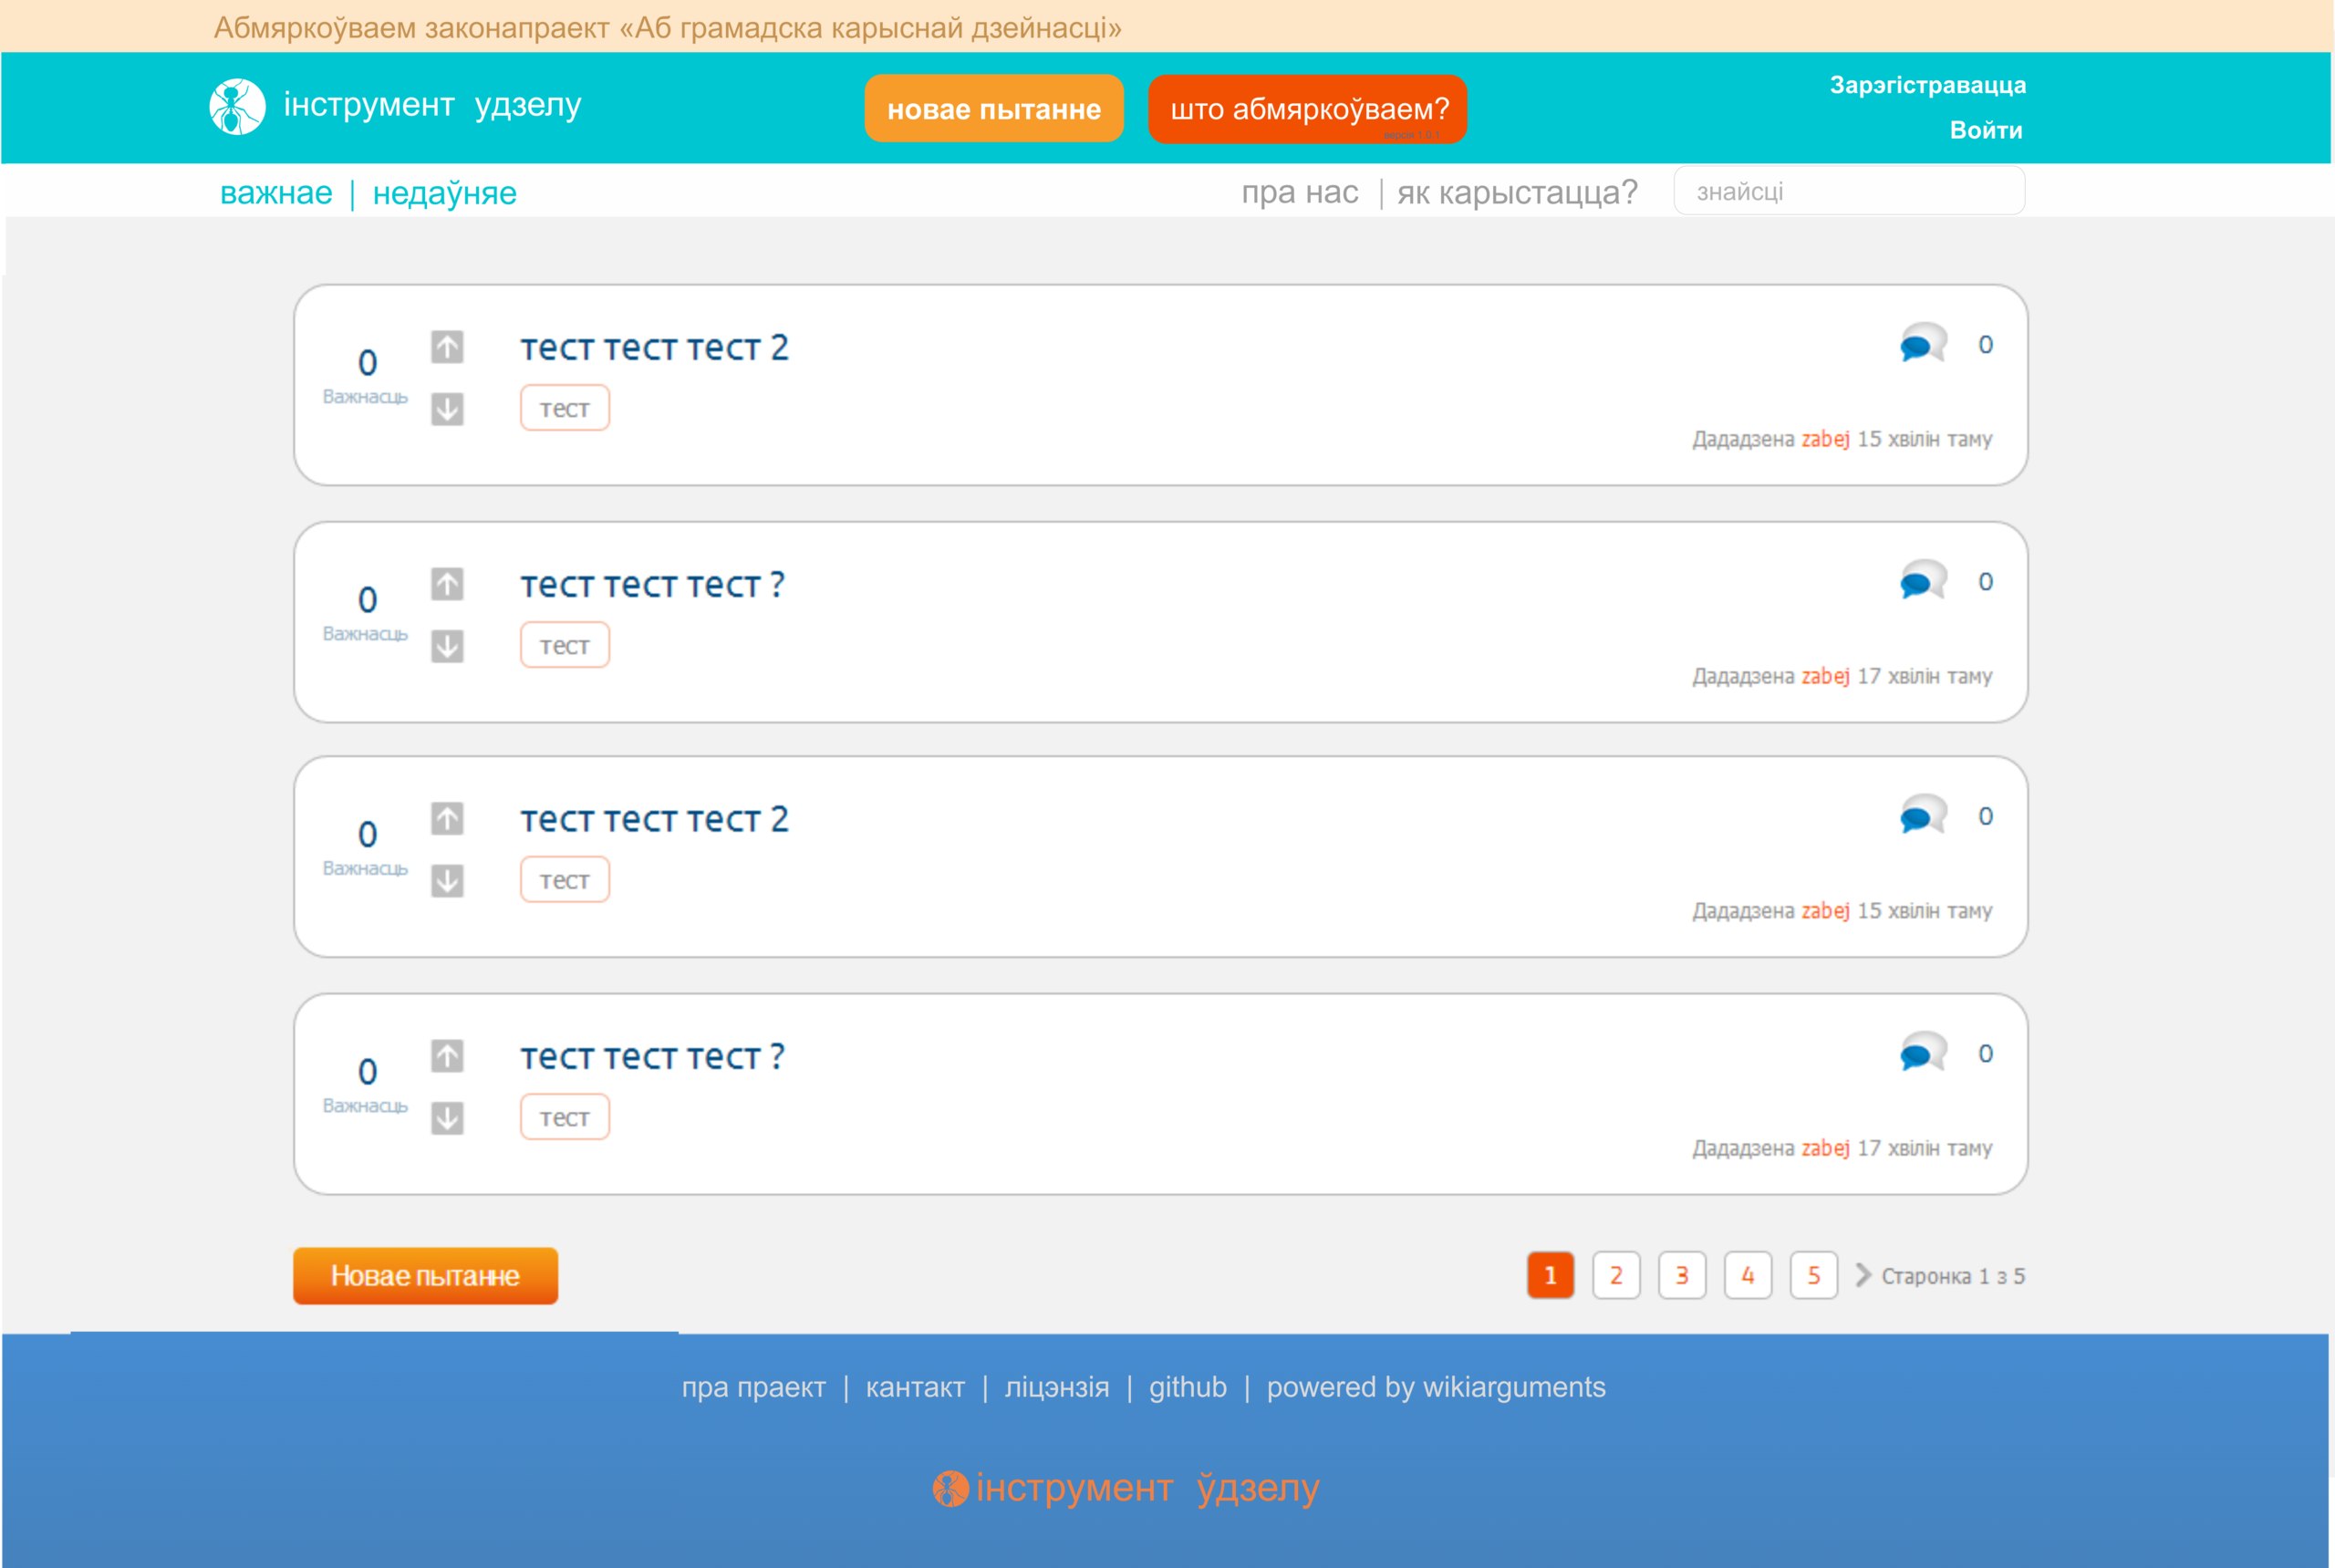 Абмяркоўваем законапраект «Аб грамадска карыснай дзейнасці»
інструмент удзелу
новае пытанне
што абмяркоўваем?
версія 1.0.1
Зарэгістравацца
Войти
важнае | недаўняе
пра нас | як карыстацца?
знайсці
0
Важнасць
тест тест тест 2
тест
0
Дададзена zabej 15 хвілін таму
0
Важнасць
тест тест тест ?
тест
0
Дададзена zabej 17 хвілін таму
0
Важнасць
тест тест тест 2
тест
0
Дададзена zabej 15 хвілін таму
0
Важнасць
тест тест тест ?
тест
0
Дададзена zabej 17 хвілін таму
Новае пытанне
1 2 3 4 5 Старонка 1 з 5
пра праект | кантакт | ліцэнзія | github | powered by wikiarguments
інструмент ўдзелу